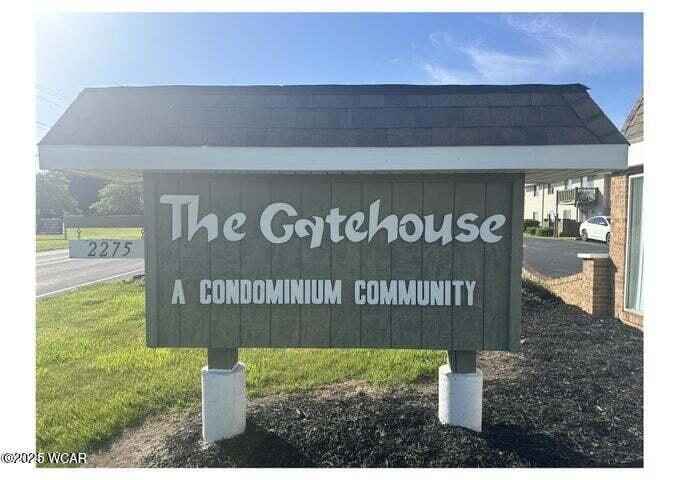 The Gatehouse
2275
A CONDOMINIUM COMMUNITY
©2025 WCAR